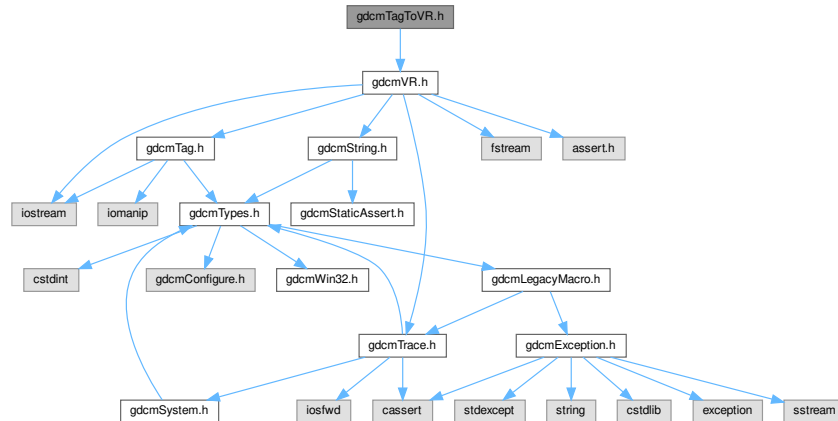 gdcmTagToVR.h
gdcmVR.h
gdcmTag.h
gdcmString.h
fstream
assert.h
iostream
iomanip
gdcmTypes.h
gdcmStaticAssert.h
cstdint
gdcmConfigure.h
gdcmWin32.h
gdcmLegacyMacro.h
gdcmTrace.h
gdcmException.h
gdcmSystem.h
iosfwd
cassert
stdexcept
string
cstdlib
exception
sstream